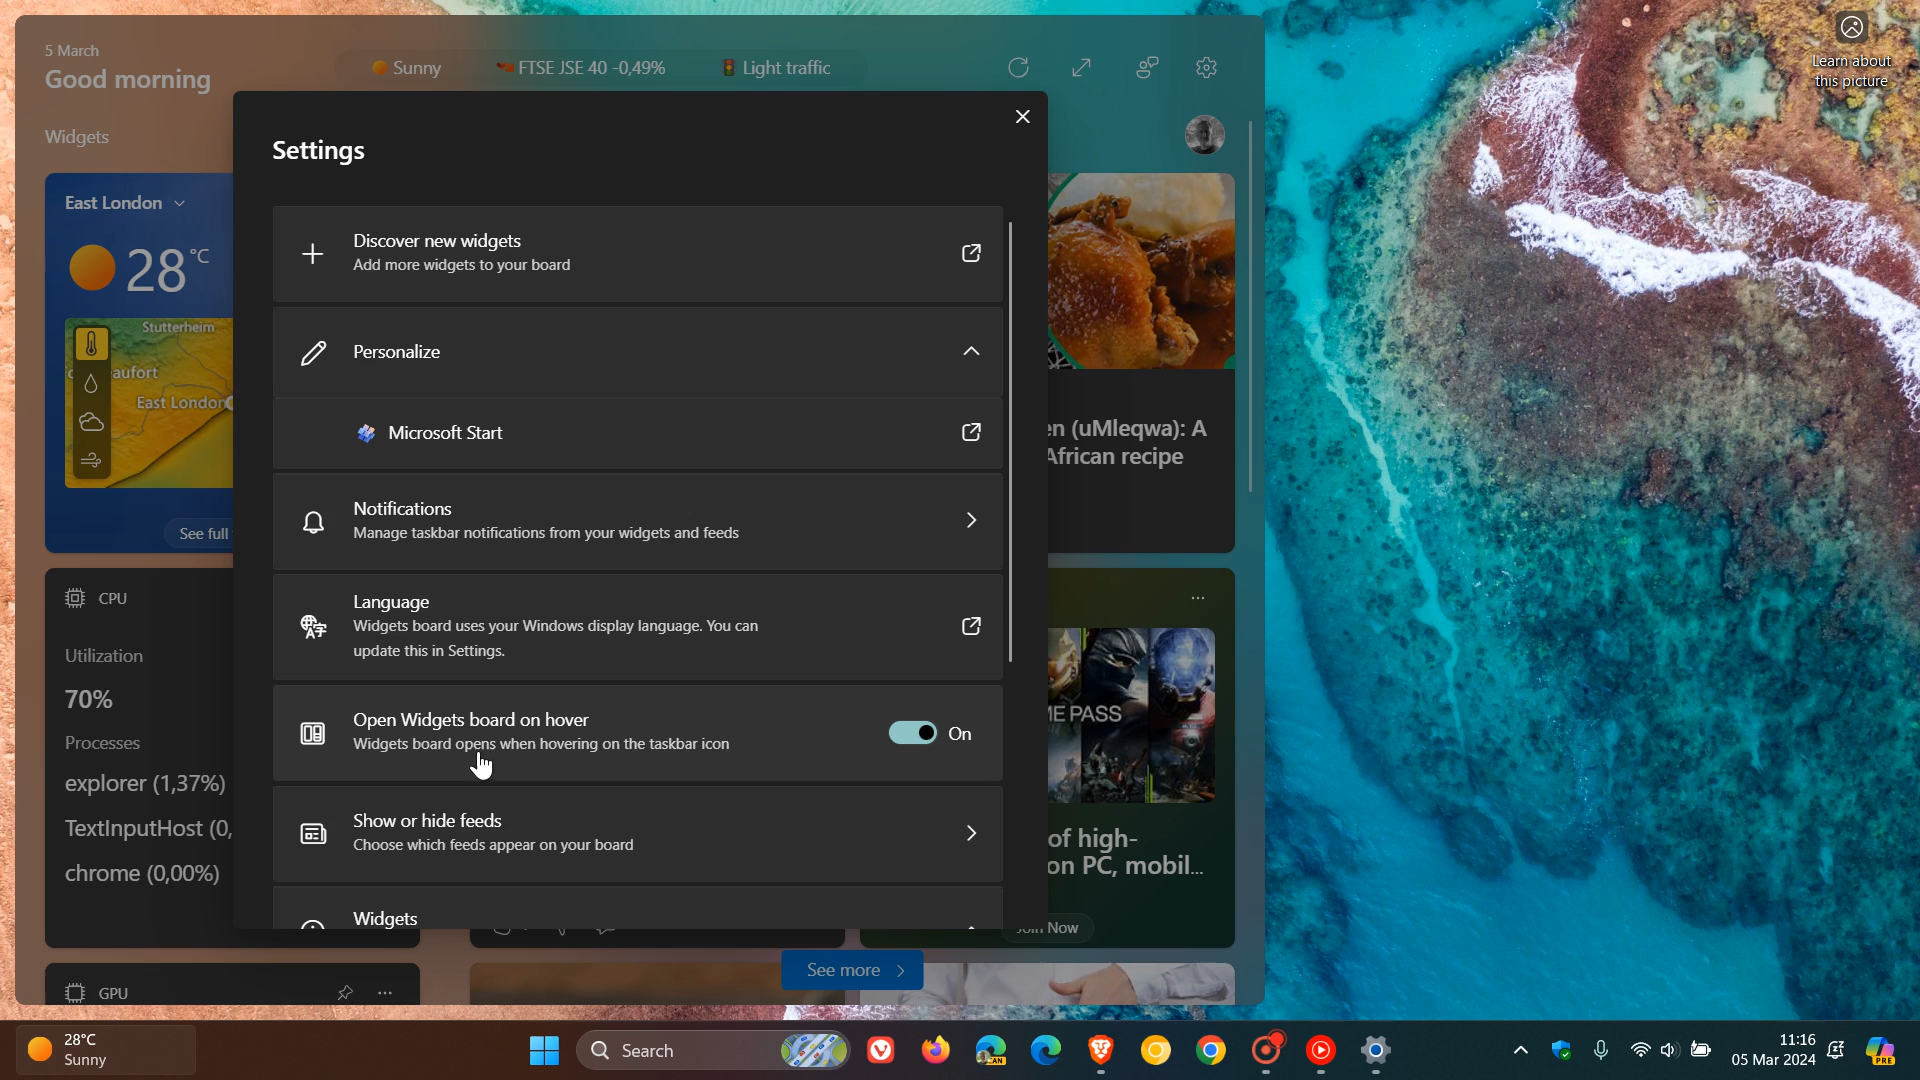 5 March
Good morning
Sunny
FTSE JSE 40 -0,49%
Light traffic
Learn about
this picture
Widgets
Settings
East London
28
°C
Stutterheim
aufort
East London
See full
Discover new widgets
Add more widgets to your board
Personalize
Microsoft Start
Notifications
Manage taskbar notifications from your widgets and feeds
Language
Widgets board uses your Windows display language. You can
update this in Settings.
Open Widgets board on hover
Widgets board opens when hovering on the taskbar icon
On
Show or hide feeds
Choose which feeds appear on your board
Widgets
en (uMleqwa): A
African recipe
CPU
Utilization
70%
Processes
explorer (1,37%)
TextInputHost (0,
chrome (0,00%)
ME PASS
of high-
on PC, mobil...
Join Now
See more
GPU
28°C
Sunny
Search
CAN
11:16
05 Mar 2024
PRE